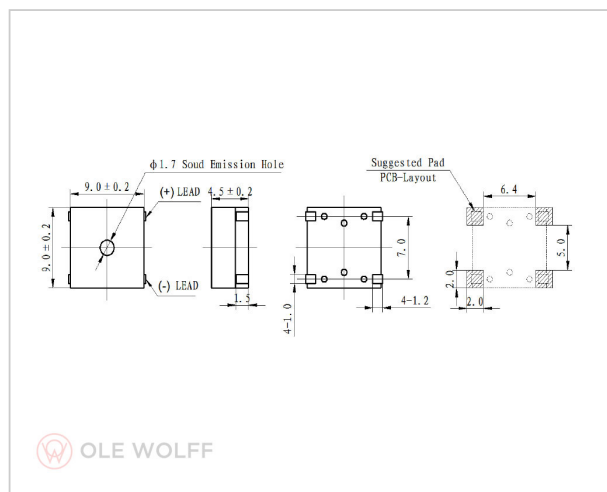 φ1.7 Soud Emission Hole
9.0±0.2
(+) LEAD
4.5±0.2
9.0±0.2
(-) LEAD
1.5
4-1.0
7.0
4-1.2
Suggested Pad
PCB-Layout
6.4
5.0
2.0
2.0
OLE WOLFF